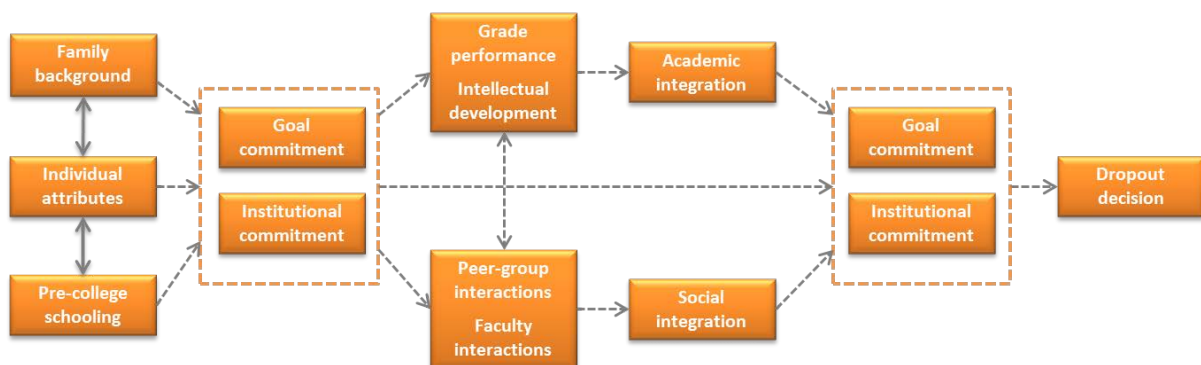 Family
background
Individual
attributes
Pre-college
schooling
Goal
commitment
Institutional
commitment
Grade
performance
Intellectual
development
Peer-group
interactions
Faculty
interactions
Academic
integration
Social
integration
Goal
commitment
Institutional
commitment
Dropout
decision